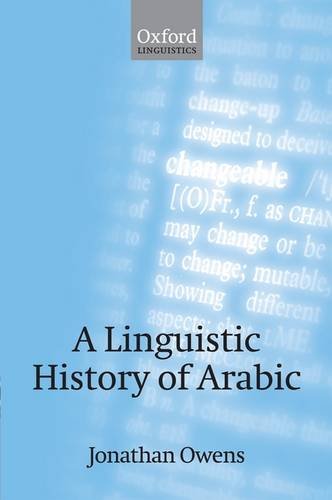 Oxford
LINGUISTICS
the baton to
change-up
designed to deceive
changeable
[(O)Fr., f. as CHAN
may change or be
to change; mutable,
Showing different
aspects;
A Linguistic
History of Arabic
Jonathan Owens